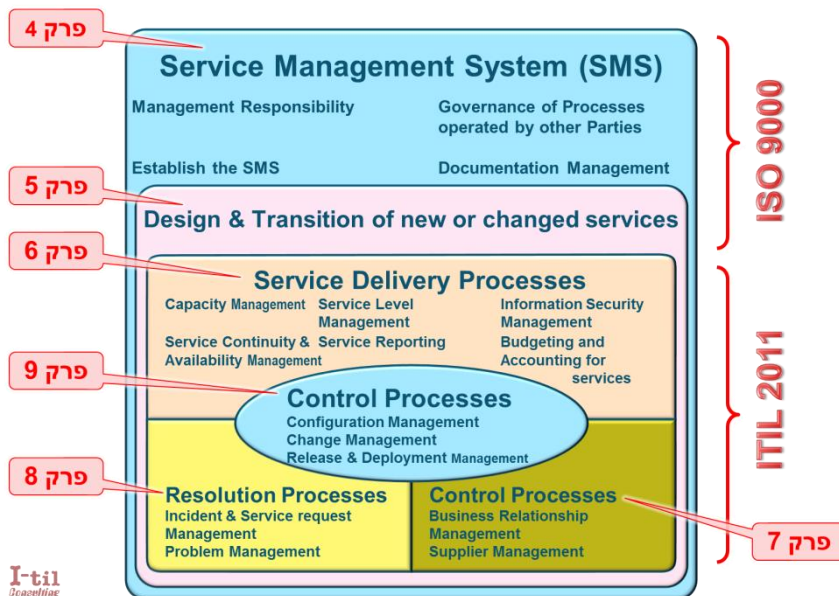 פרק 4
Service Management System (SMS)
Management Responsibility
Governance of Processes
operated by other Parties
Establish the SMS
Documentation Management
ISO 9000
פרק 5
Design & Transition of new or changed services
פרק 6
Service Delivery Processes
Capacity Management
Service Level
Management
Information Security
Management
Service Continuity &
Availability Management
Service Reporting
Budgeting and
Accounting for
services
ITIL 2011
פרק 9
Control Processes
Configuration Management
Change Management
Release & Deployment Management
פרק 8
Resolution Processes
Incident & Service request
Management
Problem Management
Control Processes
Business Relationship
Management
Supplier Management
פרק 7
I-til
Consulting